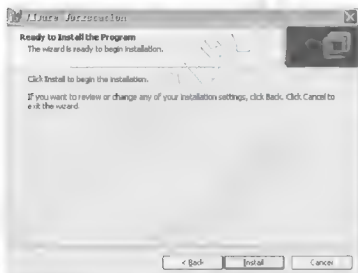 Ready to Install the Program
The wizard is ready to begin installation.
Click Install to begin the installation.
If you want to review or change any of your installation settings, click Back. Click Cancel to
exit the wizard.
< Back
Install
Cancel